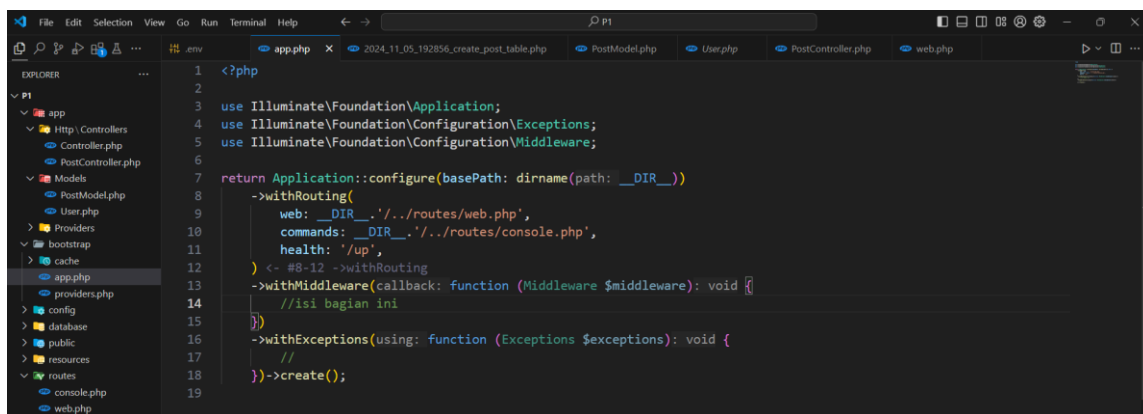 File Edit Selection View Go Run Terminal Help
P1
.env app.php 2024_11_05_192856_create_post_table.php PostModel.php User.php PostController.php web.php
EXPLORER
P1
app
Http \ Controllers
Controller.php
PostController.php
Models
PostModel.php
User.php
Providers
bootstrap
cache
app.php
providers.php
config
database
public
resources
routes
console.php
web.php
1 <?php
2
3 use Illuminate\Foundation\Application;
4 use Illuminate\Foundation\Configuration\Exceptions;
5 use Illuminate\Foundation\Configuration\Middleware;
6
7 return Application::configure(basePath: dirname(path: __DIR__))
8 ->withRouting(
9 web: __DIR__.'/../routes/web.php',
10 commands: __DIR__.'/../routes/console.php',
11 health: '/up',
12 ) <- #8-12 ->withRouting
13 ->withMiddleware(callback: function (Middleware $middleware): void {
14 //isi bagian ini
15 })
16 ->withExceptions(using: function (Exceptions $exceptions): void {
17 //
18 })->create();
19